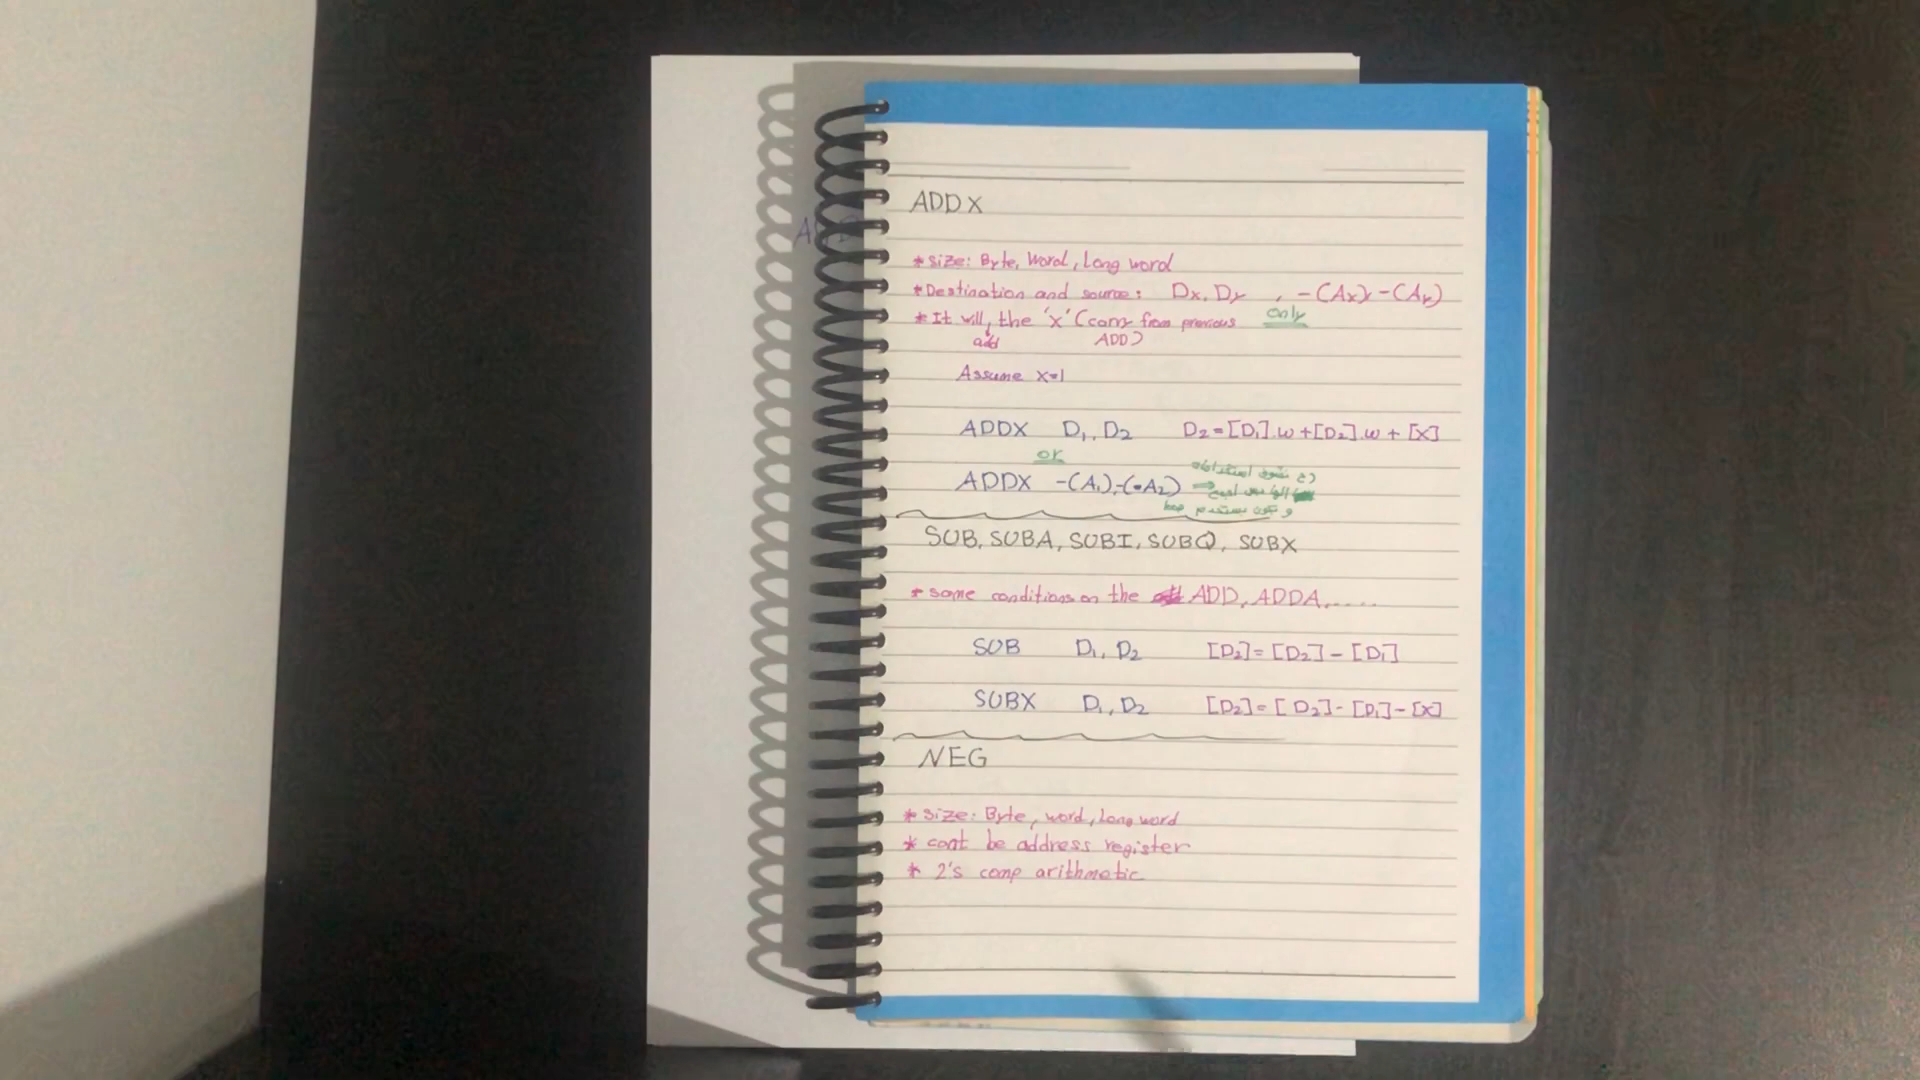 ADDX
* Size: Byte, Word, Long word
* Destination and source: Dx, Dy , -(Ax), -(Ay)
only
* It will, the 'x' (carry from previous
add ADD)
Assume x=1
ADDX D1, D2 D2 = [D1].w + [D2].w + [X]
or
ADDX -(A1), -(A2) ⇒
SUB, SUBA, SUBI, SUBQ, SUBX
* same conditions on the ADD, ADDA, .....
SUB D1, D2 [D2] = [D2] - [D1]
SUBX D1, D2 [D2] = [D2] - [D1] - [X]
NEG
* Size: Byte, word, Long word
* cant be address register
* 2's comp arithmetic